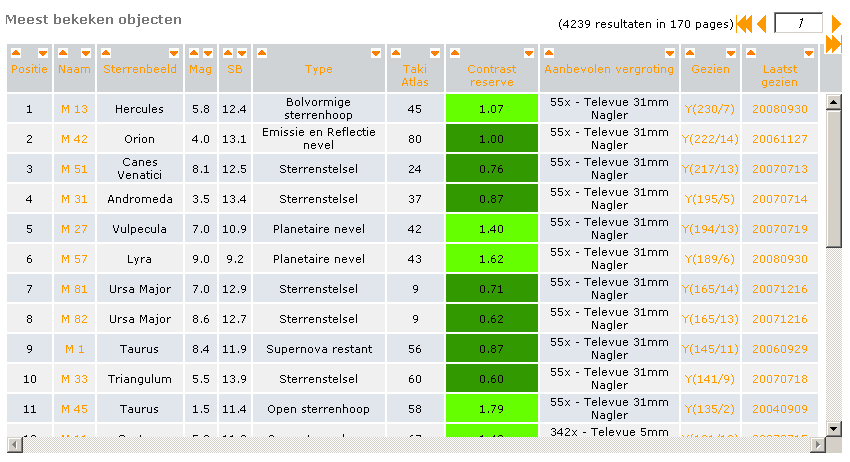 Meest bekeken objecten
(4239 resultaten in 170 pages) 1
Positie Naam Sterrenbeeld Mag SB Type Taki Atlas Contrast reserve Aanbevolen vergroting Gezien Laatst gezien
1 M 13 Hercules 5.8 12.4 Bolvormige sterrenhoop 45 1.07 55x - Televue 31mm Nagler Y(230/7) 20080930
2 M 42 Orion 4.0 13.1 Emissie en Reflectie nevel 80 1.00 55x - Televue 31mm Nagler Y(222/14) 20061127
3 M 51 Canes Venatici 8.1 12.5 Sterrenstelsel 24 0.76 55x - Televue 31mm Nagler Y(217/13) 20070713
4 M 31 Andromeda 3.5 13.4 Sterrenstelsel 37 0.87 55x - Televue 31mm Nagler Y(195/5) 20070714
5 M 27 Vulpecula 7.0 10.9 Planetaire nevel 42 1.40 55x - Televue 31mm Nagler Y(194/13) 20070719
6 M 57 Lyra 9.0 9.2 Planetaire nevel 43 1.62 55x - Televue 31mm Nagler Y(189/6) 20080930
7 M 81 Ursa Major 7.0 12.9 Sterrenstelsel 9 0.71 55x - Televue 31mm Nagler Y(165/14) 20071216
8 M 82 Ursa Major 8.6 12.7 Sterrenstelsel 9 0.62 55x - Televue 31mm Nagler Y(165/13) 20071216
9 M 1 Taurus 8.4 11.9 Supernova restant 56 0.87 55x - Televue 31mm Nagler Y(145/11) 20060929
10 M 33 Triangulum 5.5 13.9 Sterrenstelsel 60 0.60 55x - Televue 31mm Nagler Y(141/9) 20070718
11 M 45 Taurus 1.5 11.4 Open sterrenhoop 58 1.79 55x - Televue 31mm Nagler Y(135/2) 20040909
342x - Televue 5mm